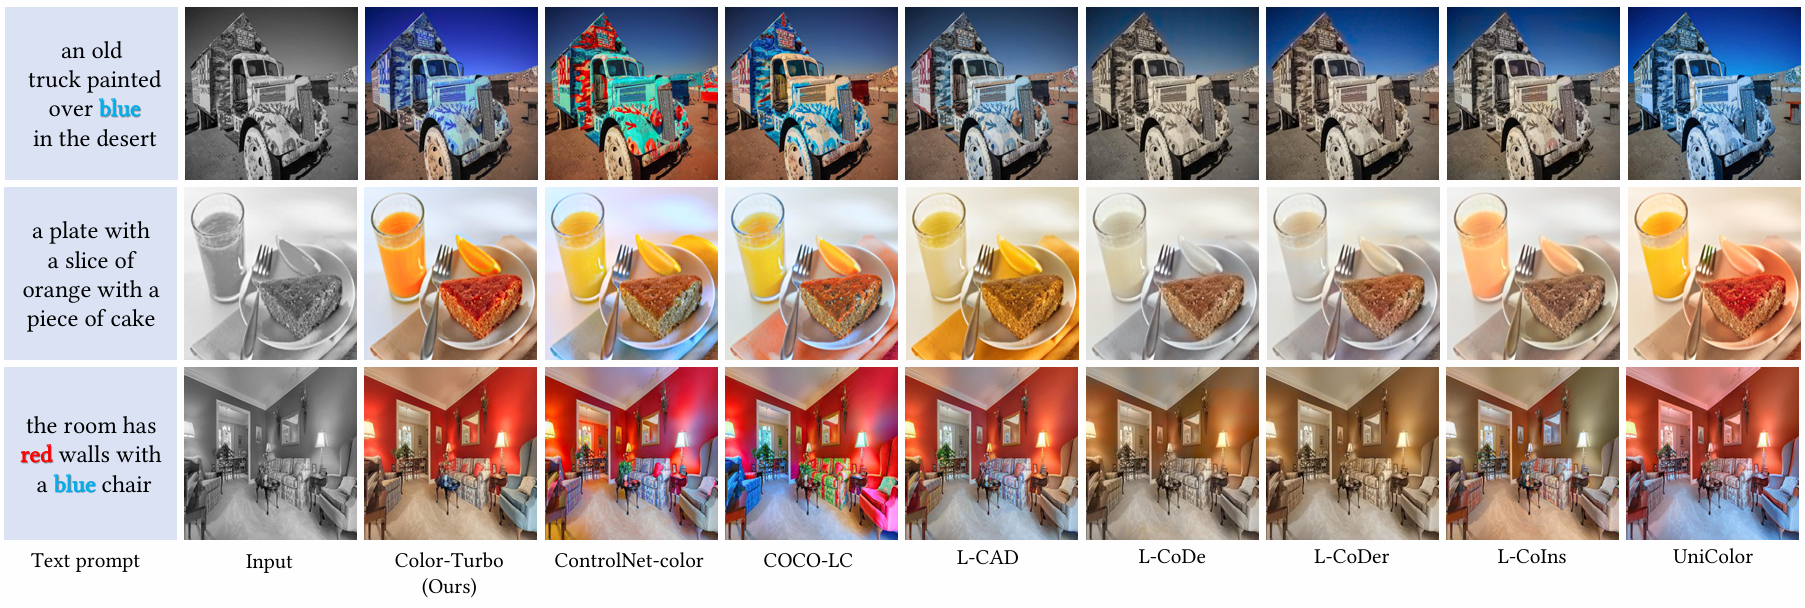 an old
truck painted
over blue
in the desert
a plate with
a slice of
orange with a
piece of cake
the room has
red walls with
a blue chair
Text prompt
Input
Color-Turbo
(Ours)
ControlNet-color
COCO-LC
L-CAD
L-CoDe
L-CoDer
L-CoIns
UniColor